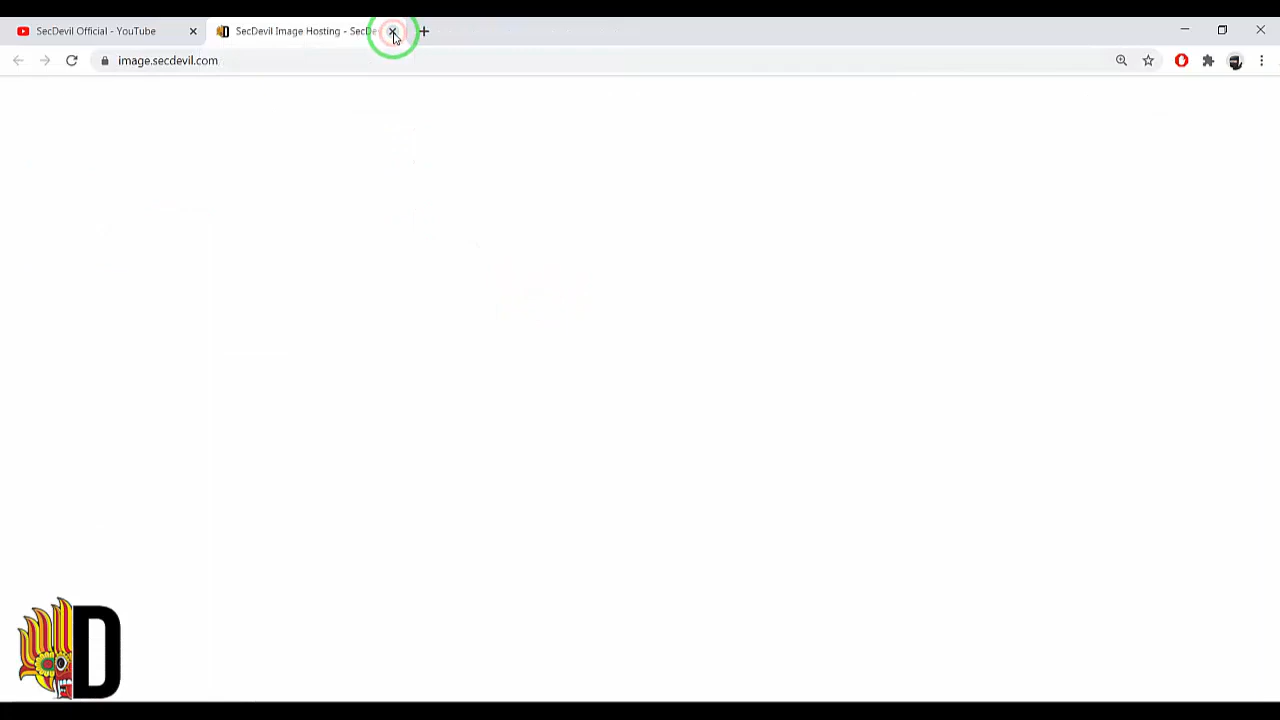 SecDevil Official - YouTube
SecDevil Image Hosting - SecDe
image.secdevil.com
D